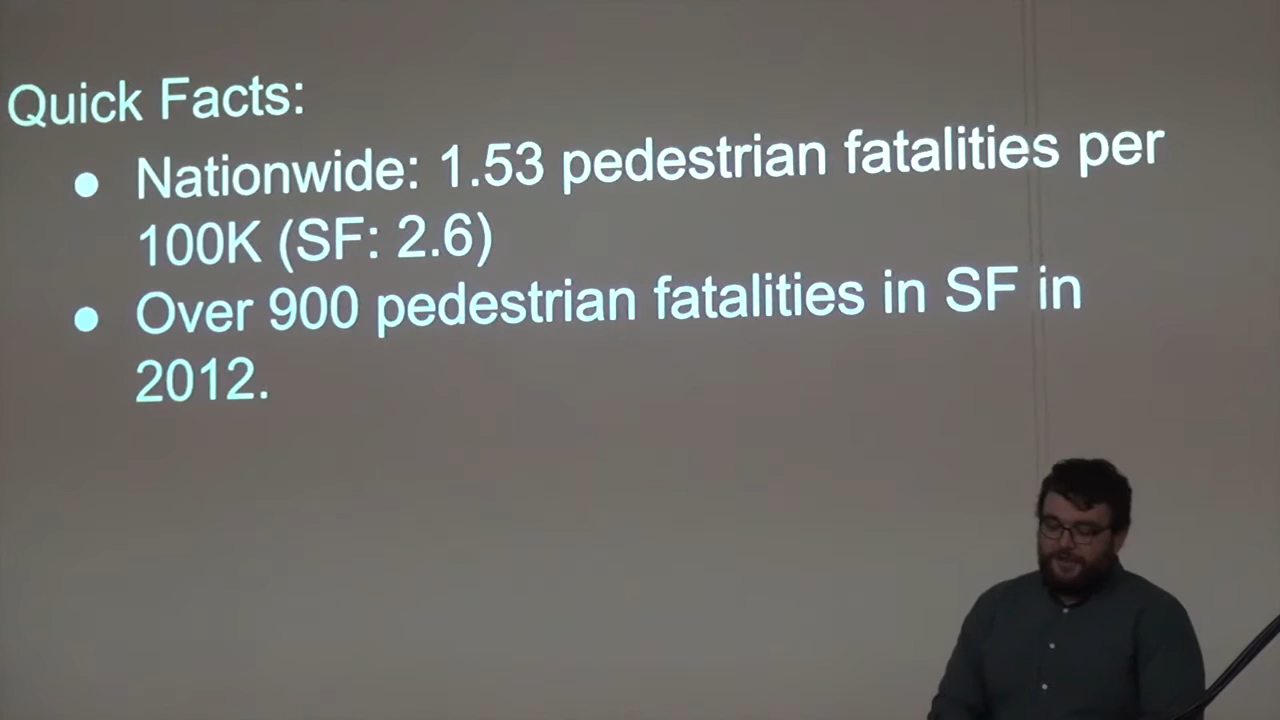 Quick Facts:
● Nationwide: 1.53 pedestrian fatalities per
100K (SF: 2.6)
● Over 900 pedestrian fatalities in SF in
2012.